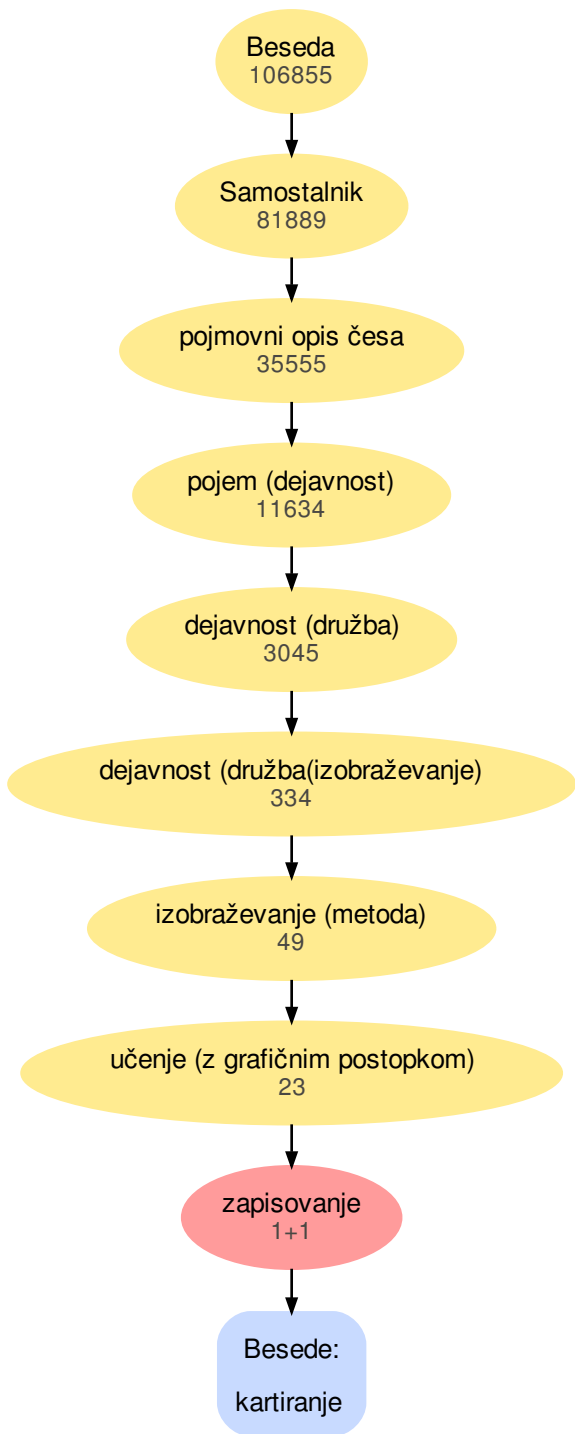 Beseda
106855
Samostalnik
81889
pojmovni opis česa
35555
pojem (dejavnost)
11634
dejavnost (družba)
3045
dejavnost (družba(izobraževanje)
334
izobraževanje (metoda)
49
učenje (z grafičnim postopkom)
23
zapisovanje
1+1
Besede:
kartiranje